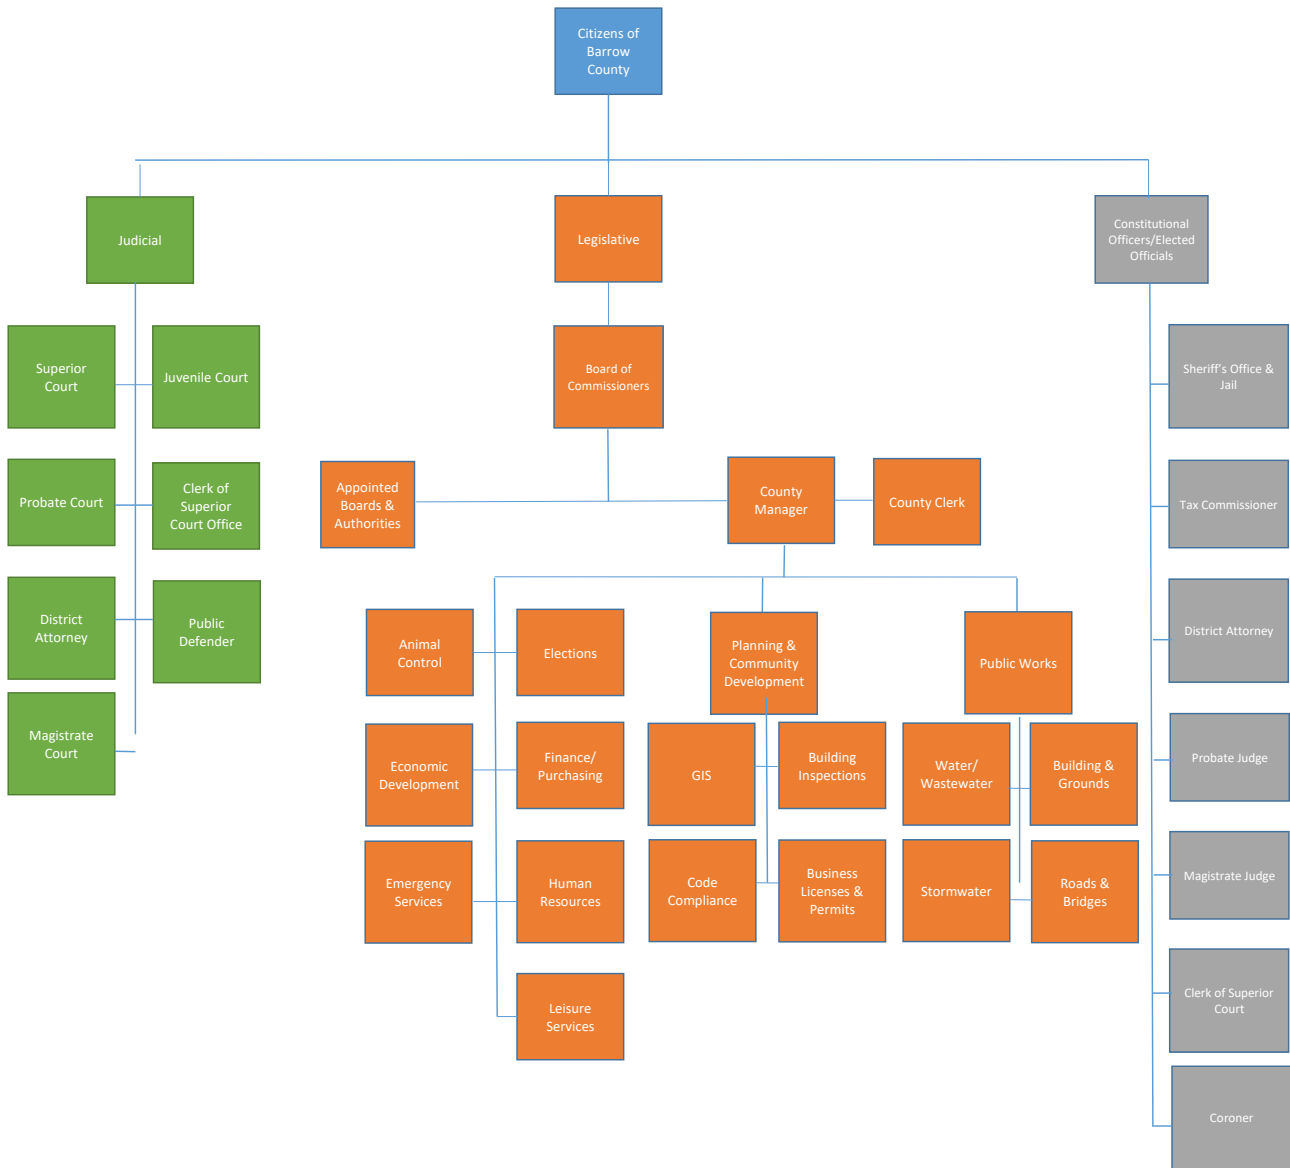 Citizens of
Barrow
County
Judicial
Legislative
Constitutional
Officers/Elected
Officials
Superior
Court
Juvenile Court
Board of
Commissioners
Sheriff's Office &
Jail
Probate Court
Clerk of
Superior
Court Office
Appointed
Boards &
Authorities
County
Manager
County Clerk
Tax Commissioner
District
Attorney
Public
Defender
Animal
Control
Elections
Planning &
Community
Development
Public Works
District Attorney
Magistrate
Court
Economic
Development
Finance/
Purchasing
GIS
Building
Inspections
Water/
Wastewater
Building &
Grounds
Probate Judge
Emergency
Services
Human
Resources
Code
Compliance
Business
Licenses &
Permits
Stormwater
Roads &
Bridges
Magistrate Judge
Leisure
Services
Clerk of Superior
Court
Coroner